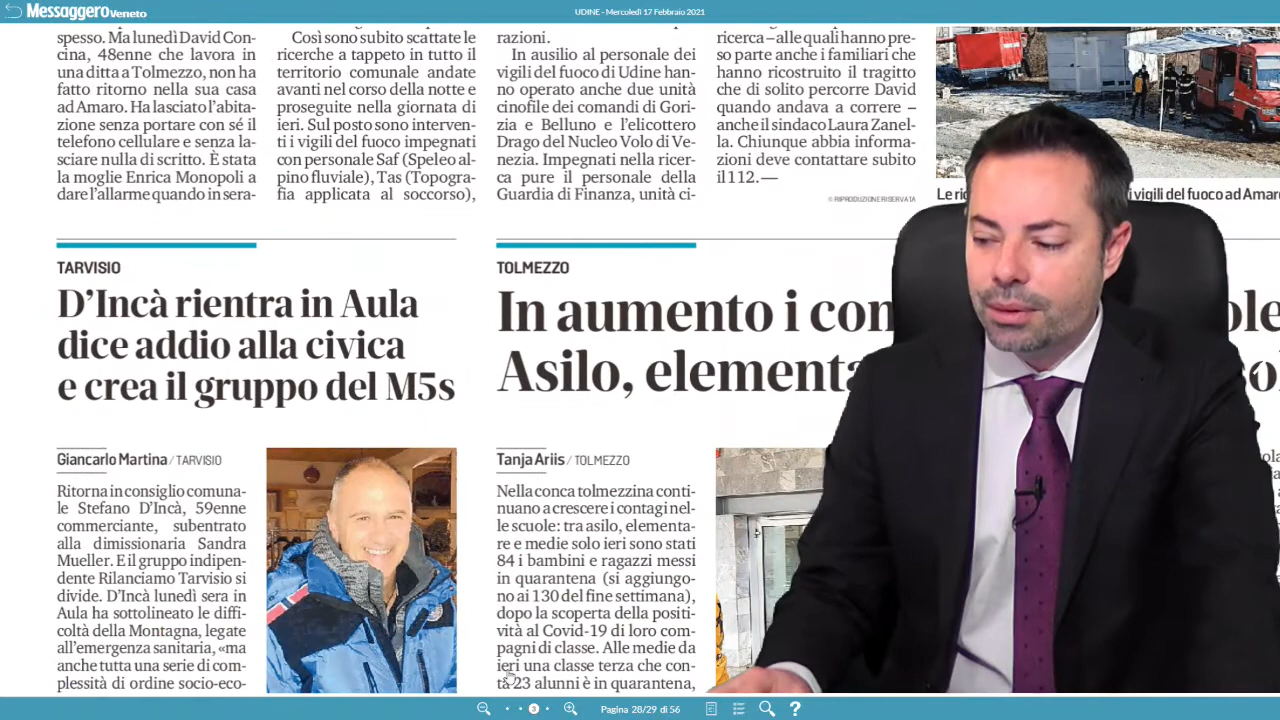 Messaggero Veneto
UDINE - Mercoledì 17 Febbraio 2021
spesso. Ma lunedì David Con-
cina, 48enne che lavora in
una ditta a Tolmezzo, non ha
fatto ritorno nella sua casa
ad Amaro. Ha lasciato l'abita-
zione senza portare con sé il
telefono cellulare e senza la-
sciare nulla di scritto. È stata
la moglie Enrica Monopoli a
dare l'allarme quando in sera-
Così sono subito scattate le
ricerche a tappeto in tutto il
territorio comunale andate
avanti nel corso della notte e
proseguite nella giornata di
ieri. Sul posto sono interven-
ti i vigili del fuoco impegnati
con personale Saf (Speleo al-
pino fluviale), Tas (Topogra-
fia applicata al soccorso),
razioni.
In ausilio al personale dei
vigili del fuoco di Udine han-
no operato anche due unità
cinofile dei comandi di Gori-
zia e Belluno e l'elicottero
Drago del Nucleo Volo di Ve-
nezia. Impegnati nella ricer-
ca pure il personale della
Guardia di Finanza, unità ci-
ricerca – alle quali hanno pre-
so parte anche i familiari che
hanno ricostruito il tragitto
che di solito percorre David
quando andava a correre –
anche il sindaco Laura Zanel-
la. Chiunque abbia informa-
zioni deve contattare subito
il 112. —
© RIPRODUZIONE RISERVATA
Le ri
i vigili del fuoco ad Amaro
TARVISIO
D'Incà rientra in Aula
dice addio alla civica
e crea il gruppo del M5s
Giancarlo Martina / TARVISIO
Ritorna in consiglio comuna-
le Stefano D'Incà, 59enne
commerciante, subentrato
alla dimissionaria Sandra
Mueller. E il gruppo indipen-
dente Rilanciamo Tarvisio si
divide. D'Incà lunedì sera in
Aula ha sottolineato le diffi-
coltà della Montagna, legate
all'emergenza sanitaria, «ma
anche tutta una serie di com-
plessità di ordine socio-eco-
TOLMEZZO
In aumento i con
Asilo, elementa
Tanja Ariis / TOLMEZZO
Nella conca tolmezzina conti-
nuano a crescere i contagi nel-
le scuole: tra asilo, elementa-
re e medie solo ieri sono stati
84 i bambini e ragazzi messi
in quarantena (si aggiungo-
no ai 130 del fine settimana),
dopo la scoperta della positi-
vità al Covid-19 di loro com-
pagni di classe. Alle medie da
ieri una classe terza che con-
ta 23 alunni è in quarantena,
3
Pagina 28/29 di 56
?